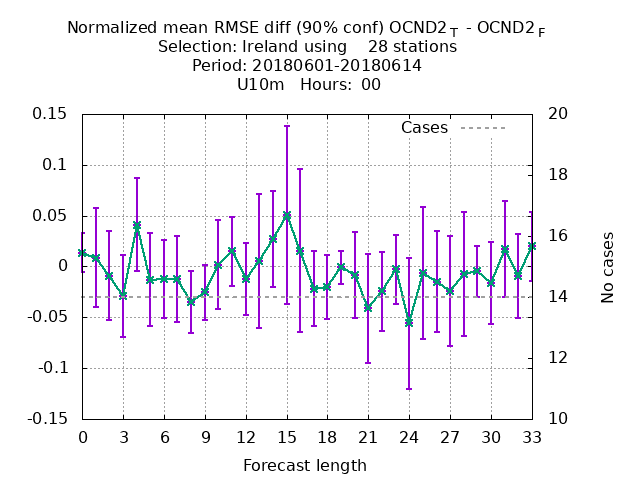 Normalized mean RMSE diff (90% conf) OCND2 T - OCND2 F
Selection: Ireland using 28 stations
Period: 20180601-20180614
U10m Hours: 00
0.15
0.1
0.05
0
-0.05
-0.1
-0.15
Cases
20
18
16
14
12
10
No cases
0 3 6 9 12 15 18 21 24 27 30 33
Forecast length